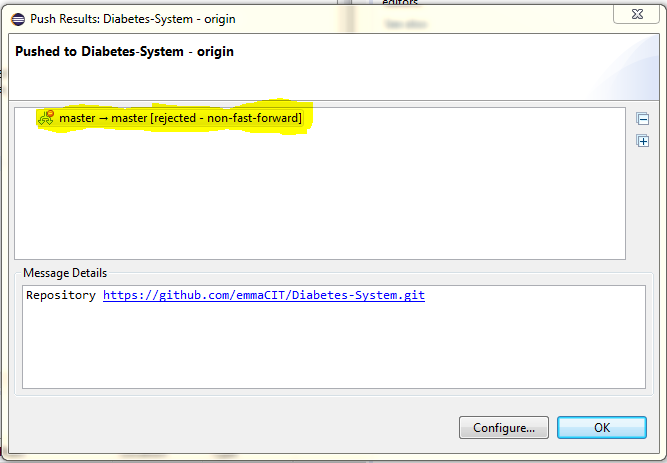 editors
Push Results: Diabetes-System - origin
Pushed to Diabetes-System - origin
master → master [rejected - non-fast-forward]
Message Details
Repository https://github.com/emmaCIT/Diabetes-System.git
Configure...
OK